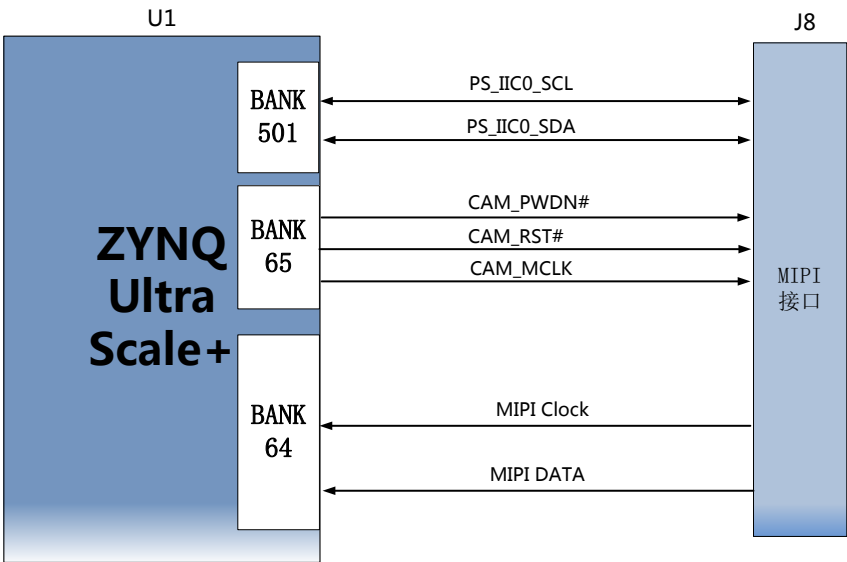 U1
J8
BANK
501
PS_IIC0_SCL
PS_IIC0_SDA
ZYNQ
Ultra
Scale+
BANK
65
CAM_PWDN#
CAM_RST#
CAM_MCLK
MIPI
接口
BANK
64
MIPI Clock
MIPI DATA